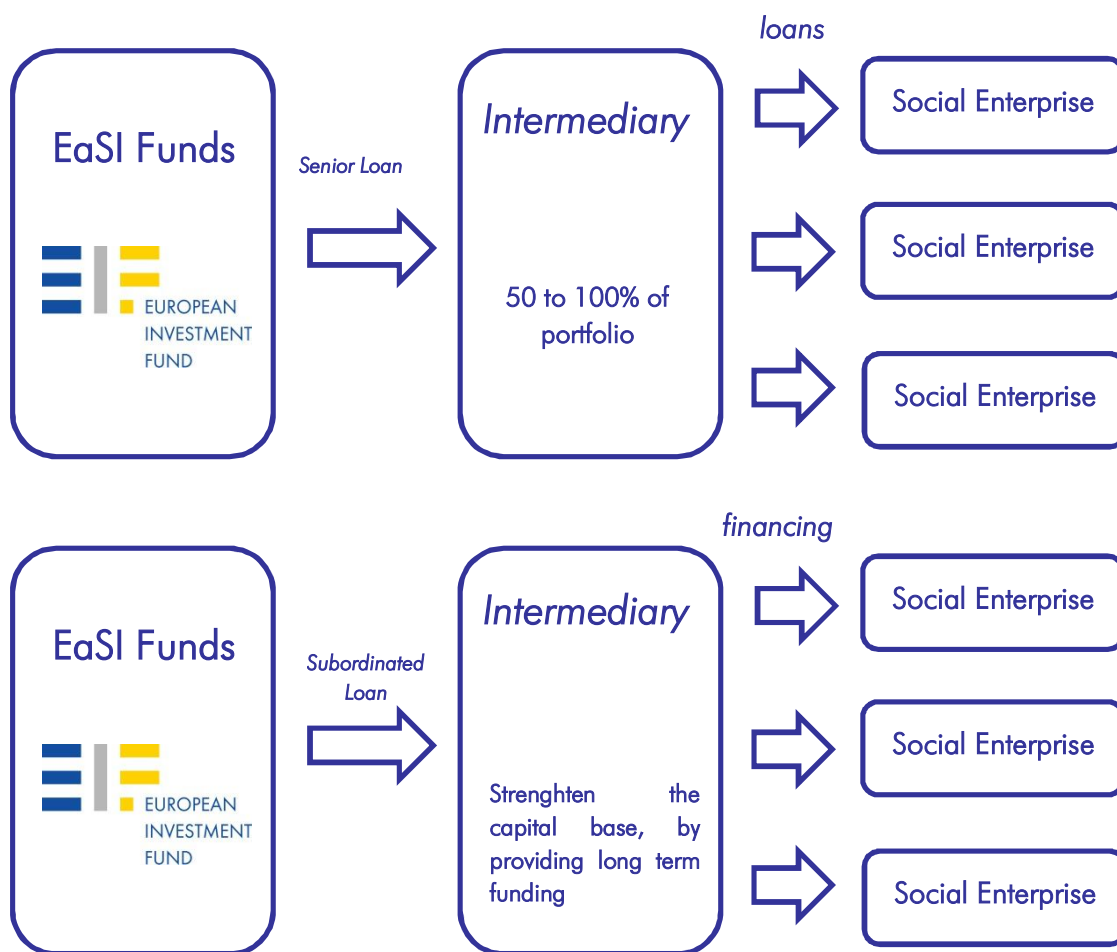 loans
EaSI Funds
EUROPEAN
INVESTMENT
FUND
Senior Loan
Intermediary
50 to 100% of
portfolio
Social Enterprise
Social Enterprise
Social Enterprise
financing
EaSI Funds
EUROPEAN
INVESTMENT
FUND
Subordinated
Loan
Intermediary
Strenghten the
capital base, by
providing long term
funding
Social Enterprise
Social Enterprise
Social Enterprise